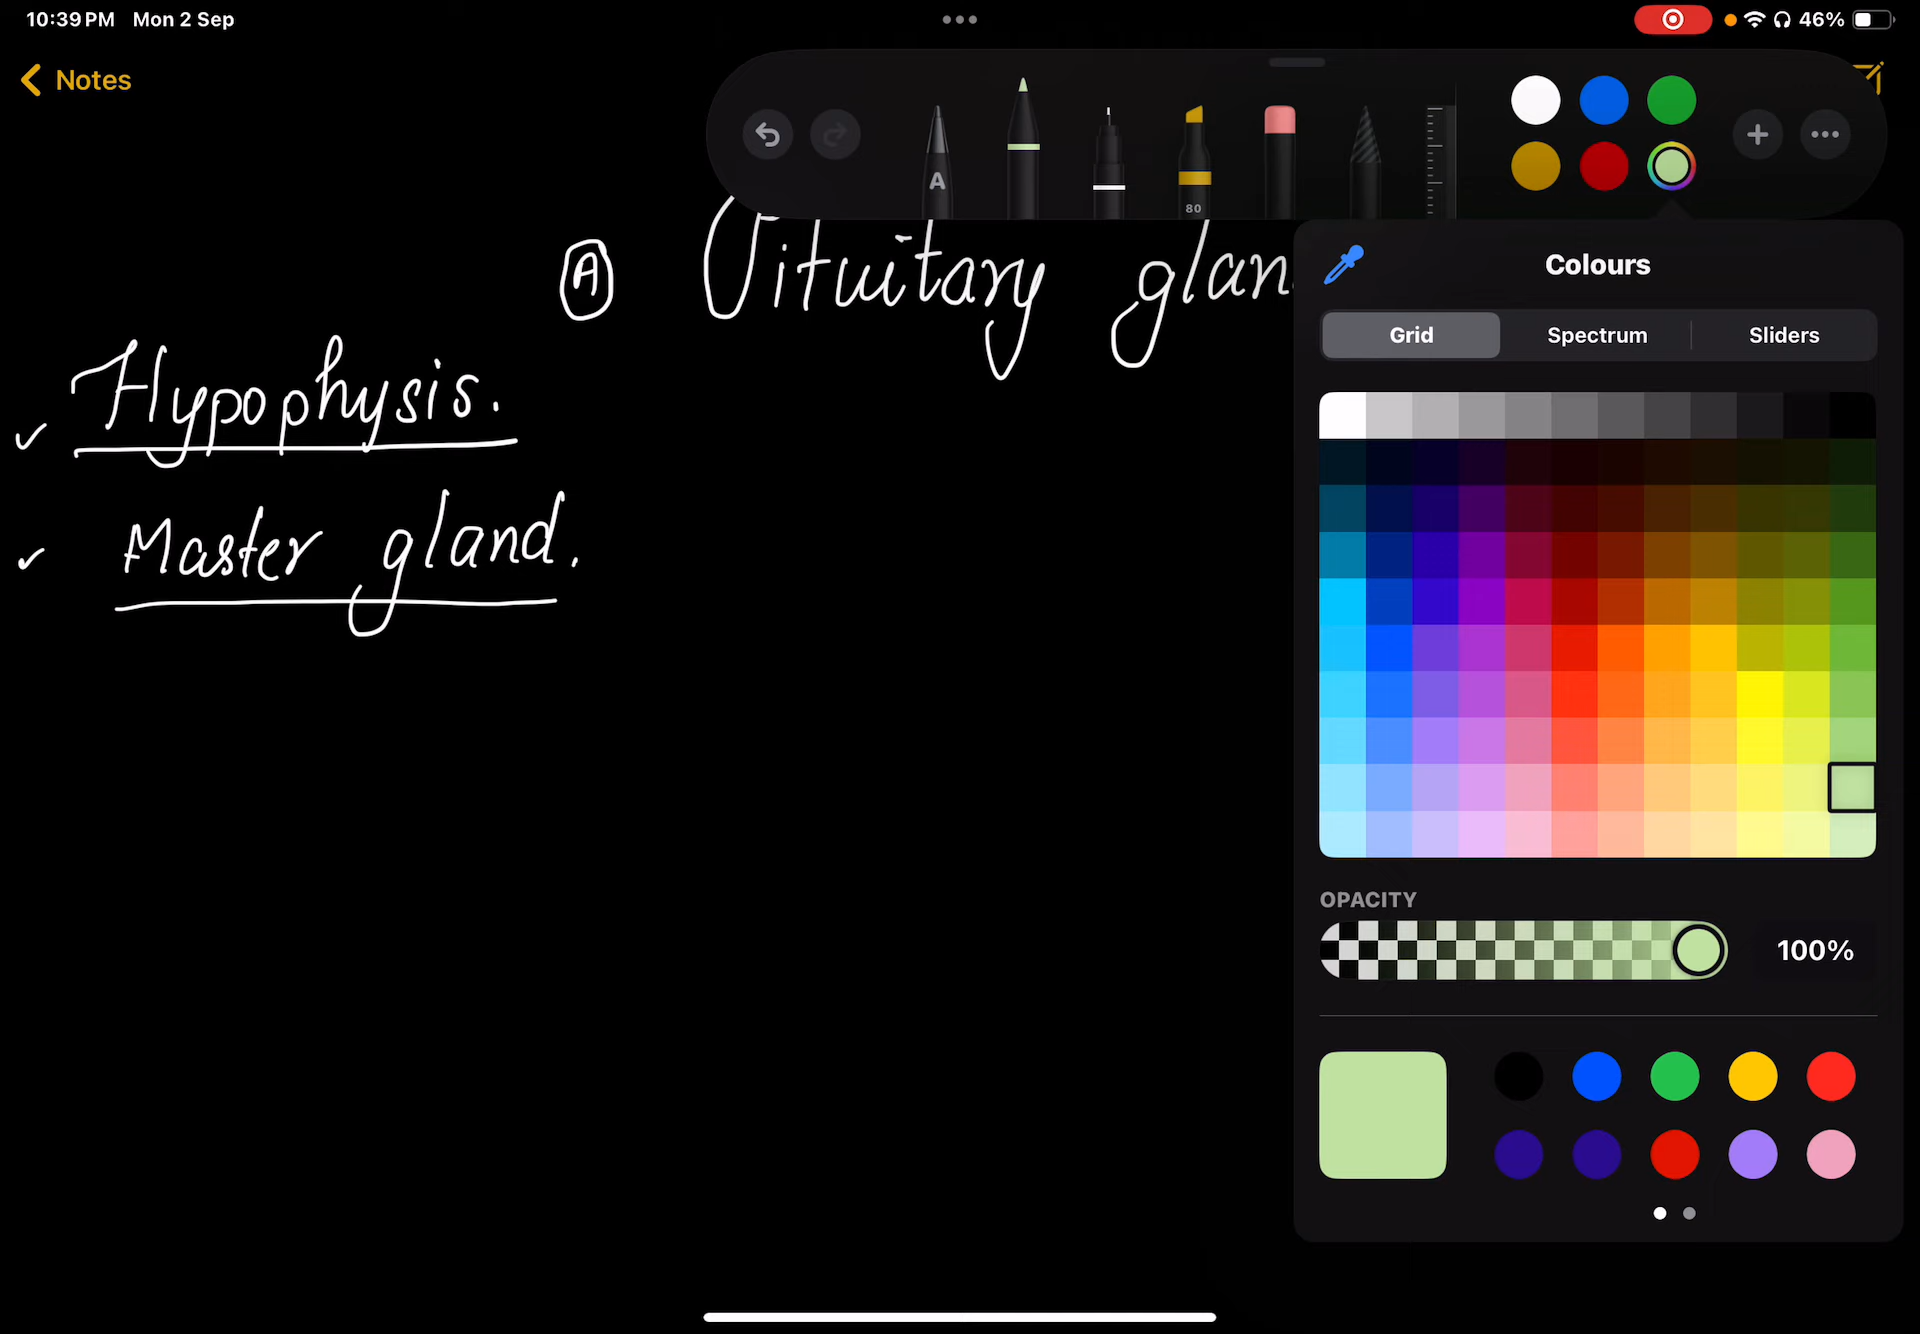 10:39 PM Mon 2 Sep
46%
Notes
A
80
Colours
Grid Spectrum Sliders
A Pituitary glan
Hypophysis.
Master gland.
OPACITY
100%